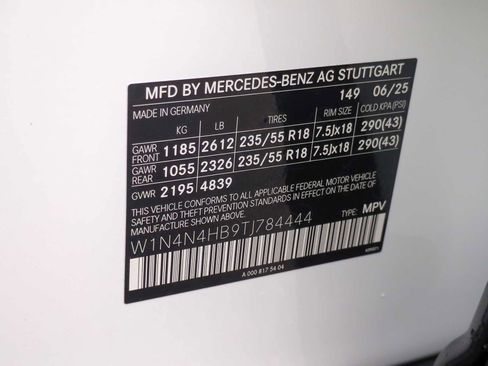 MFD BY MERCEDES-BENZ AG STUTTGART
MADE IN GERMANY 149 06/25
KG LB TIRES RIM SIZE COLD KPA (PSI)
GAWR FRONT 1185 2612 235/55 R18 7.5Jx18 290(43)
GAWR REAR 1055 2326 235/55 R18 7.5Jx18 290(43)
GVWR 2195 4839
THIS VEHICLE CONFORMS TO ALL APPLICABLE FEDERAL MOTOR VEHICLE
SAFETY AND THEFT PREVENTION STANDARDS IN EFFECT ON THE DATE
OF MANUFACTURE SHOWN ABOVE.
W1N4N4HB9TJ784444 TYPE: MPV
A 000 817 54 04